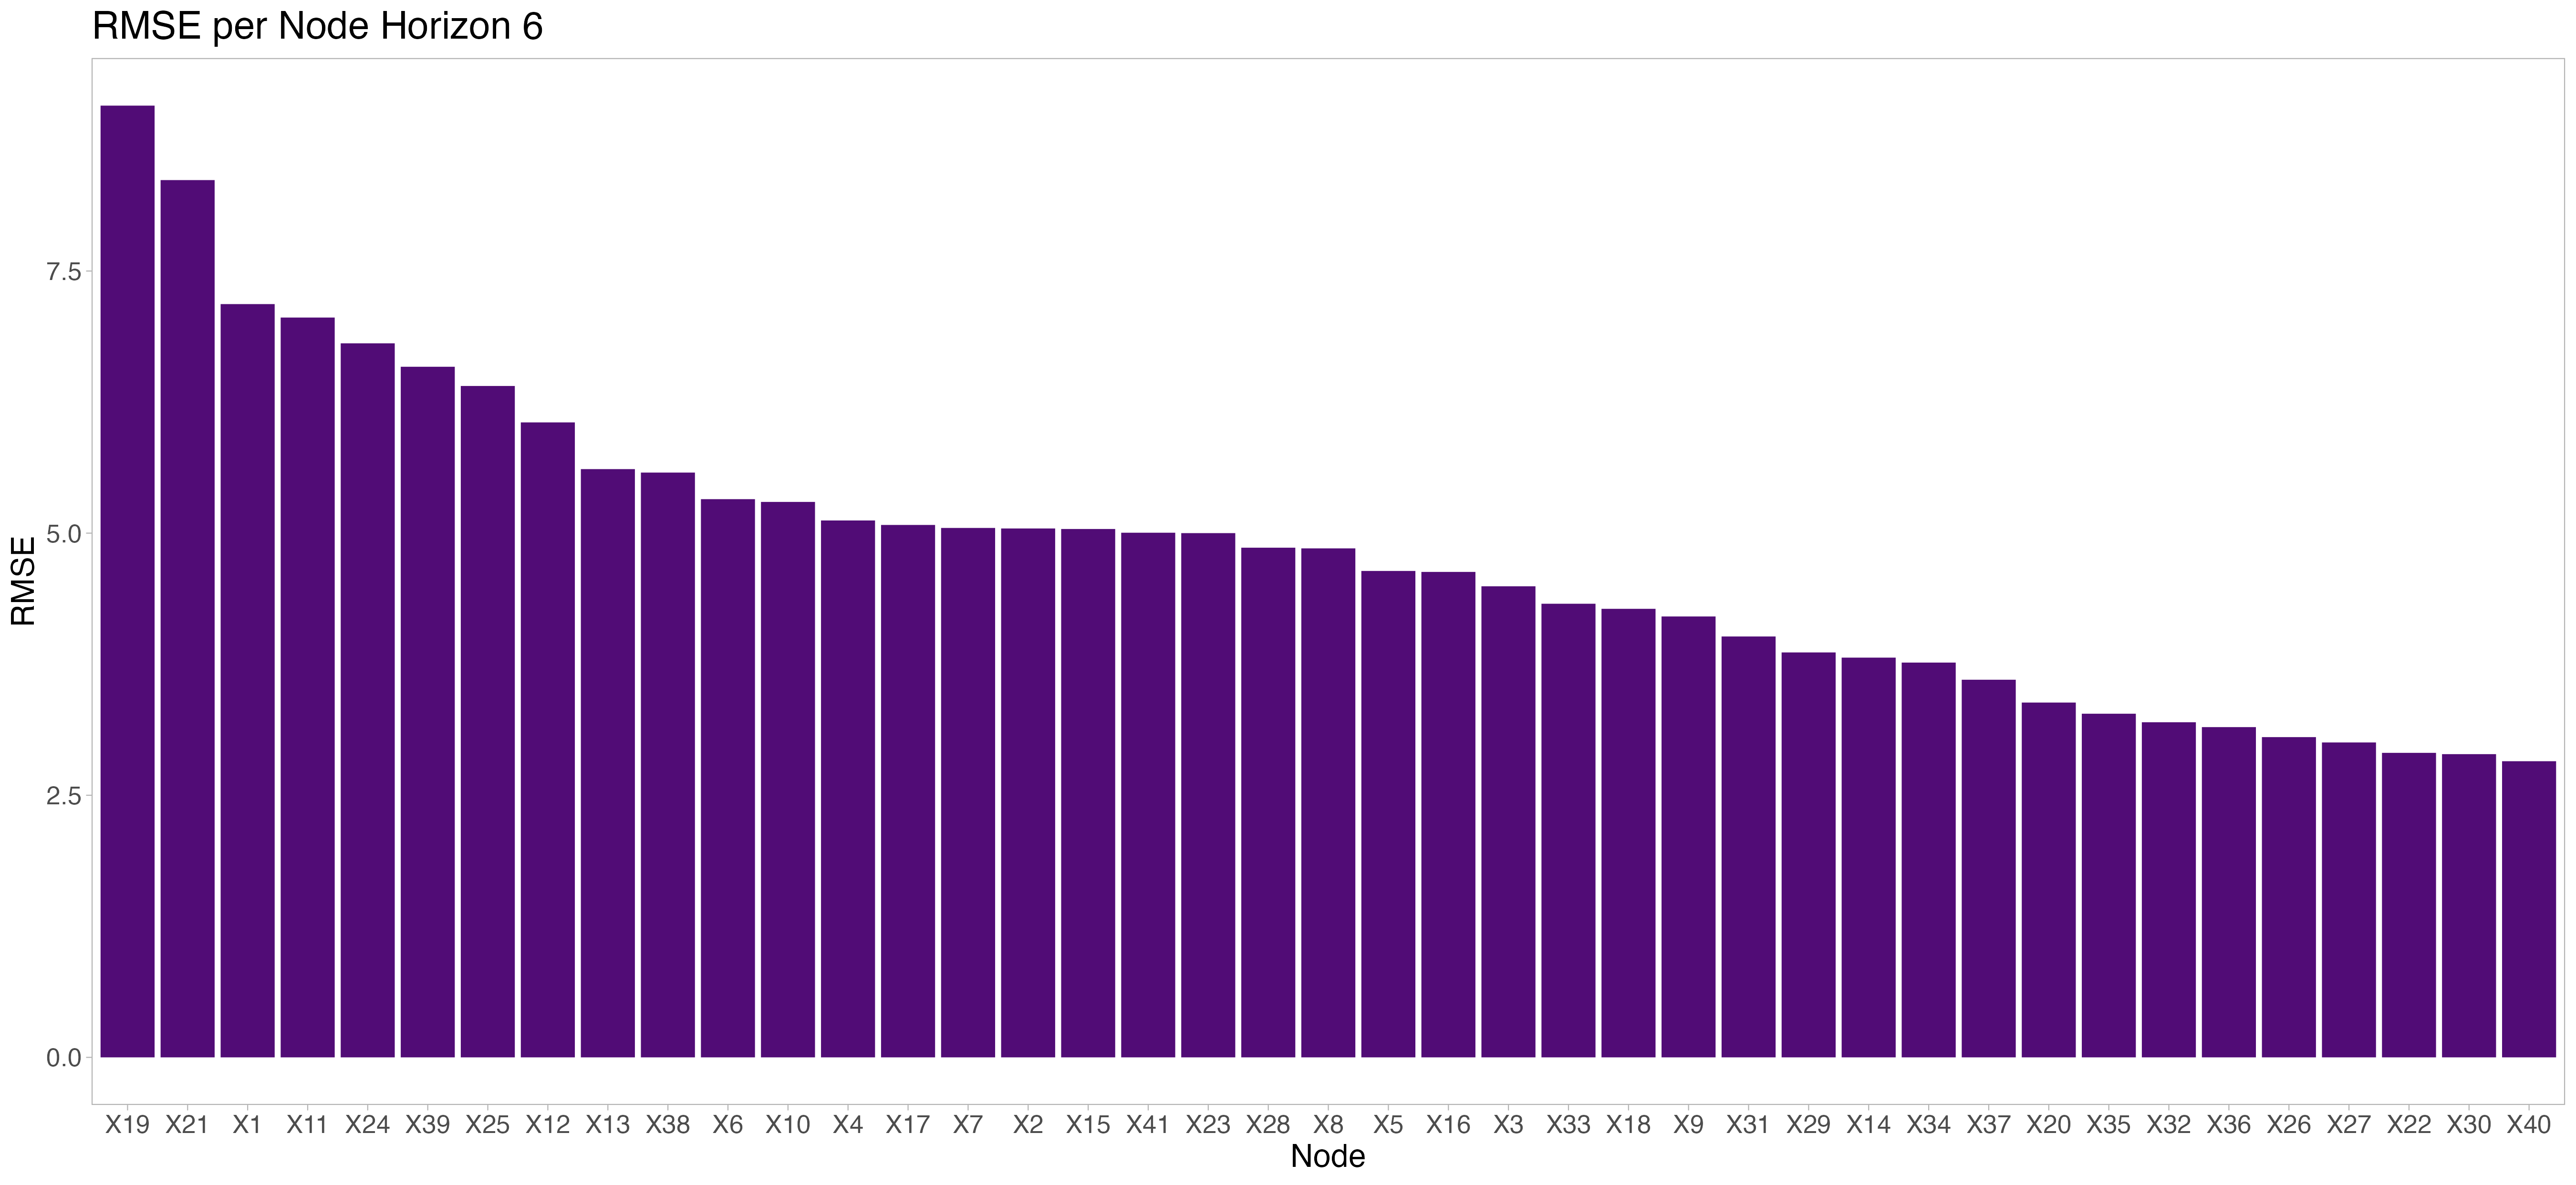 RMSE per Node Horizon 6
RMSE
7.5
5.0
2.5
0.0
X19 X21 X1 X11 X24 X39 X25 X12 X13 X38 X6 X10 X4 X17 X7 X2 X15 X41 X23 X28 X8 X5 X16 X3 X33 X18 X9 X31 X29 X14 X34 X37 X20 X35 X32 X36 X26 X27 X22 X30 X40
Node